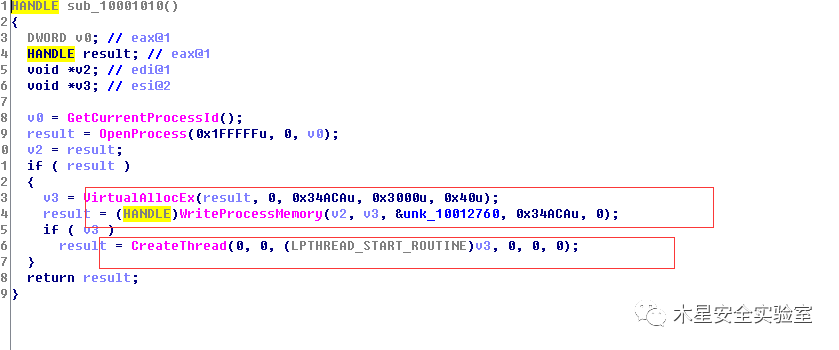 1 HANDLE sub_10001010()
2 {
3 DWORD v0; // eax@1
4 HANDLE result; // eax@1
5 void *v2; // edi@1
6 void *v3; // esi@2
7
8 v0 = GetCurrentProcessId();
9 result = OpenProcess(0x1FFFFFu, 0, v0);
0 v2 = result;
1 if ( result )
2 {
3 v3 = VirtualAllocEx(result, 0, 0x34ACAu, 0x3000u, 0x40u);
4 result = (HANDLE)WriteProcessMemory(v2, v3, &unk_10012760, 0x34ACAu, 0);
5 if ( v3 )
6 result = CreateThread(0, 0, (LPTHREAD_START_ROUTINE)v3, 0, 0, 0);
7 }
8 return result;
9 }
木星安全实验室